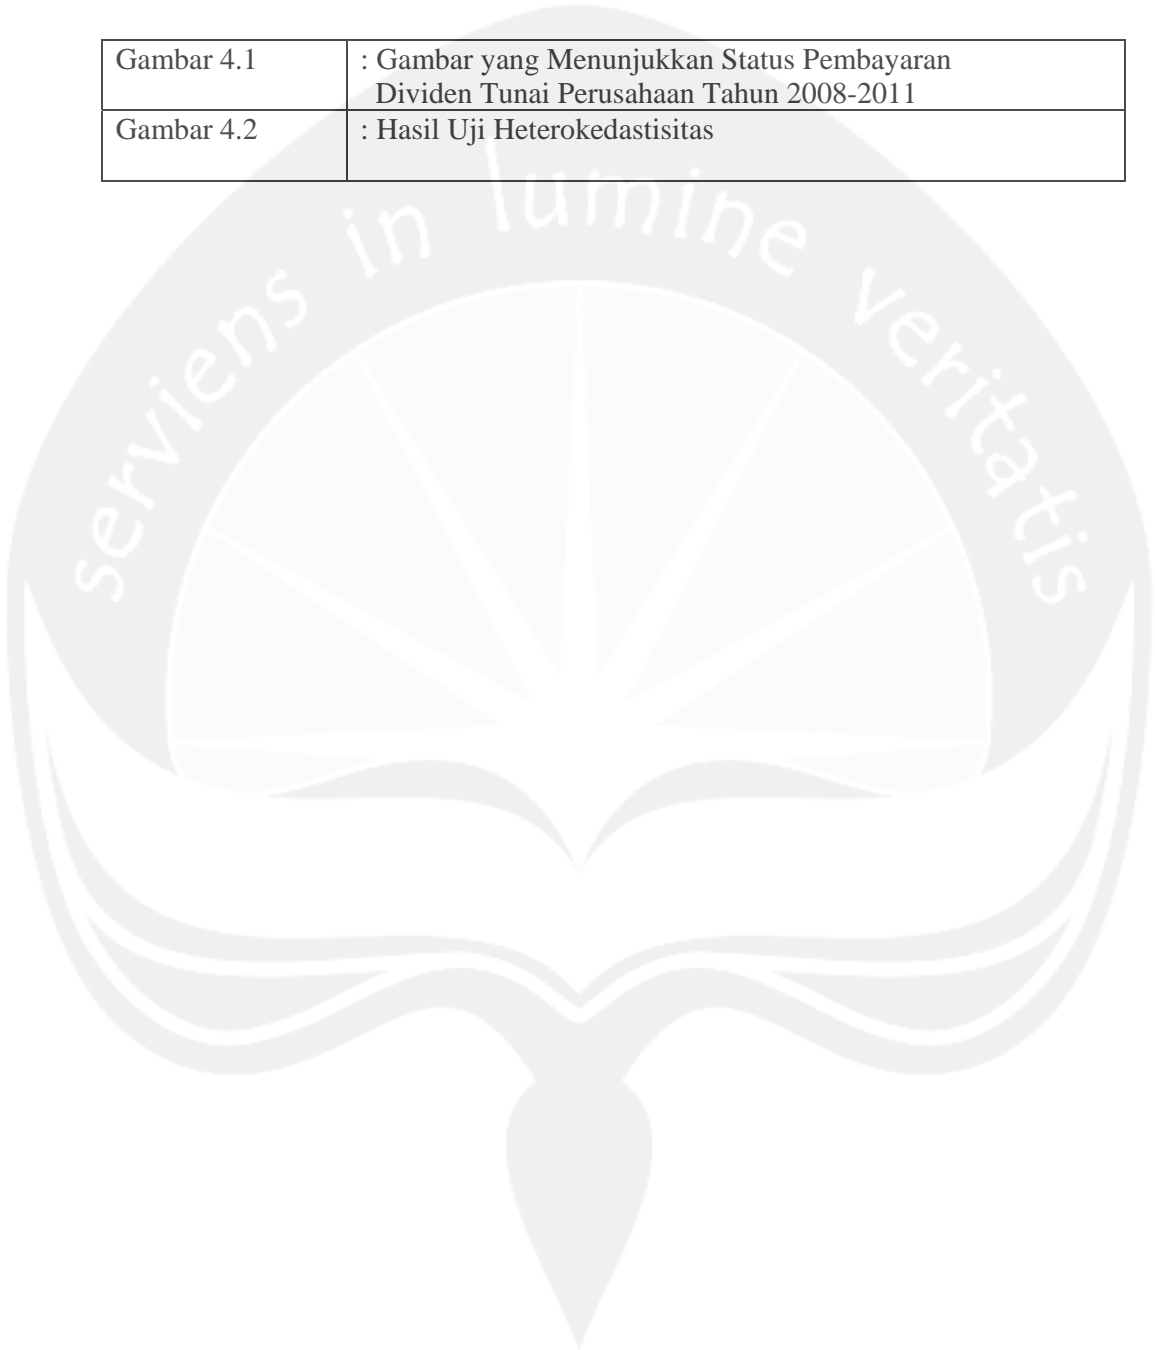 Gambar 4.1 : Gambar yang Menunjukkan Status Pembayaran
Dividen Tunai Perusahaan Tahun 2008-2011
Gambar 4.2 : Hasil Uji Heterokedastisitas
serviens in lumine veritatis